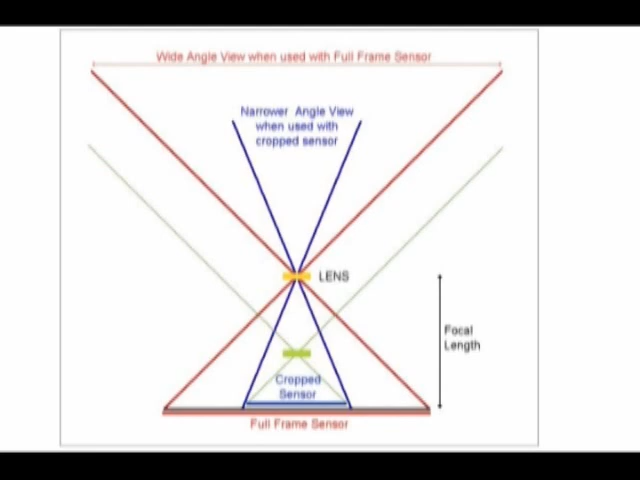 Wide Angle View when used with Full Frame Sensor
Narrower Angle View
when used with
cropped sensor
LENS
Focal
Length
Cropped
Sensor
Full Frame Sensor